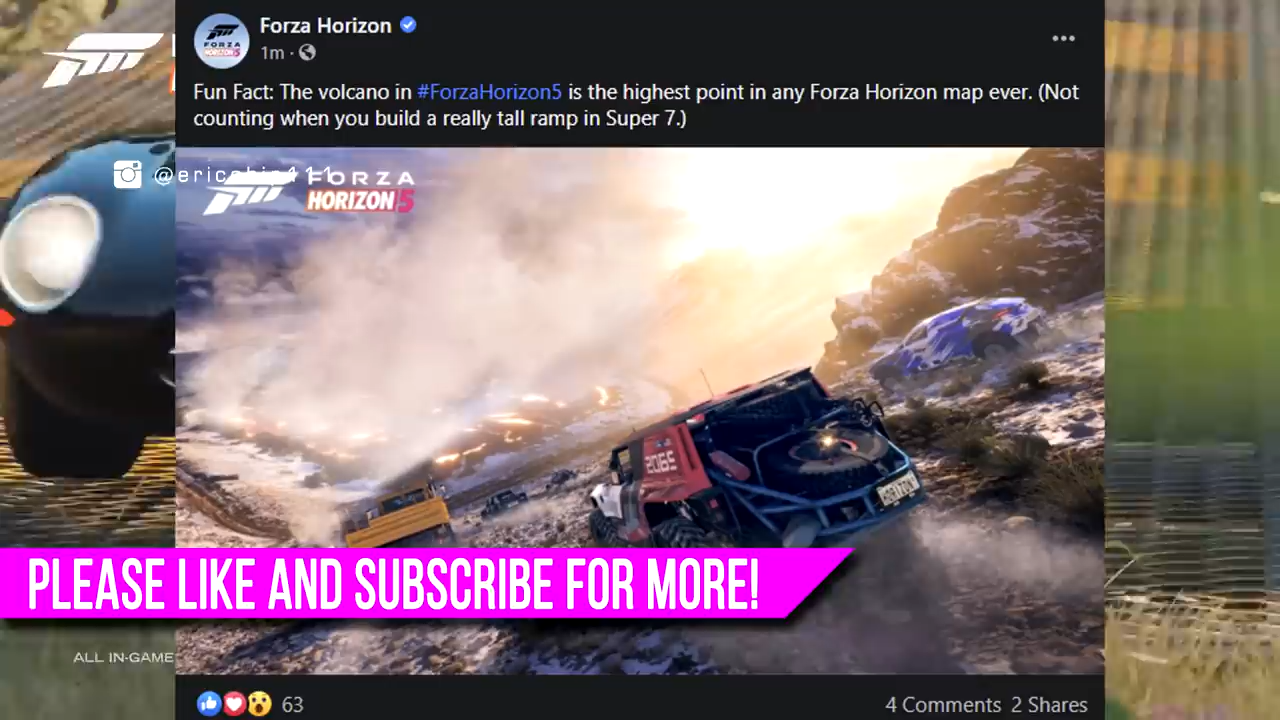 Forza Horizon
1m ·
Fun Fact: The volcano in #ForzaHorizon5 is the highest point in any Forza Horizon map ever. (Not
counting when you build a really tall ramp in Super 7.)
FORZA
HORIZON 5
2065
HORIZON
PLEASE LIKE AND SUBSCRIBE FOR MORE!
ALL IN-GAME
63
4 Comments 2 Shares